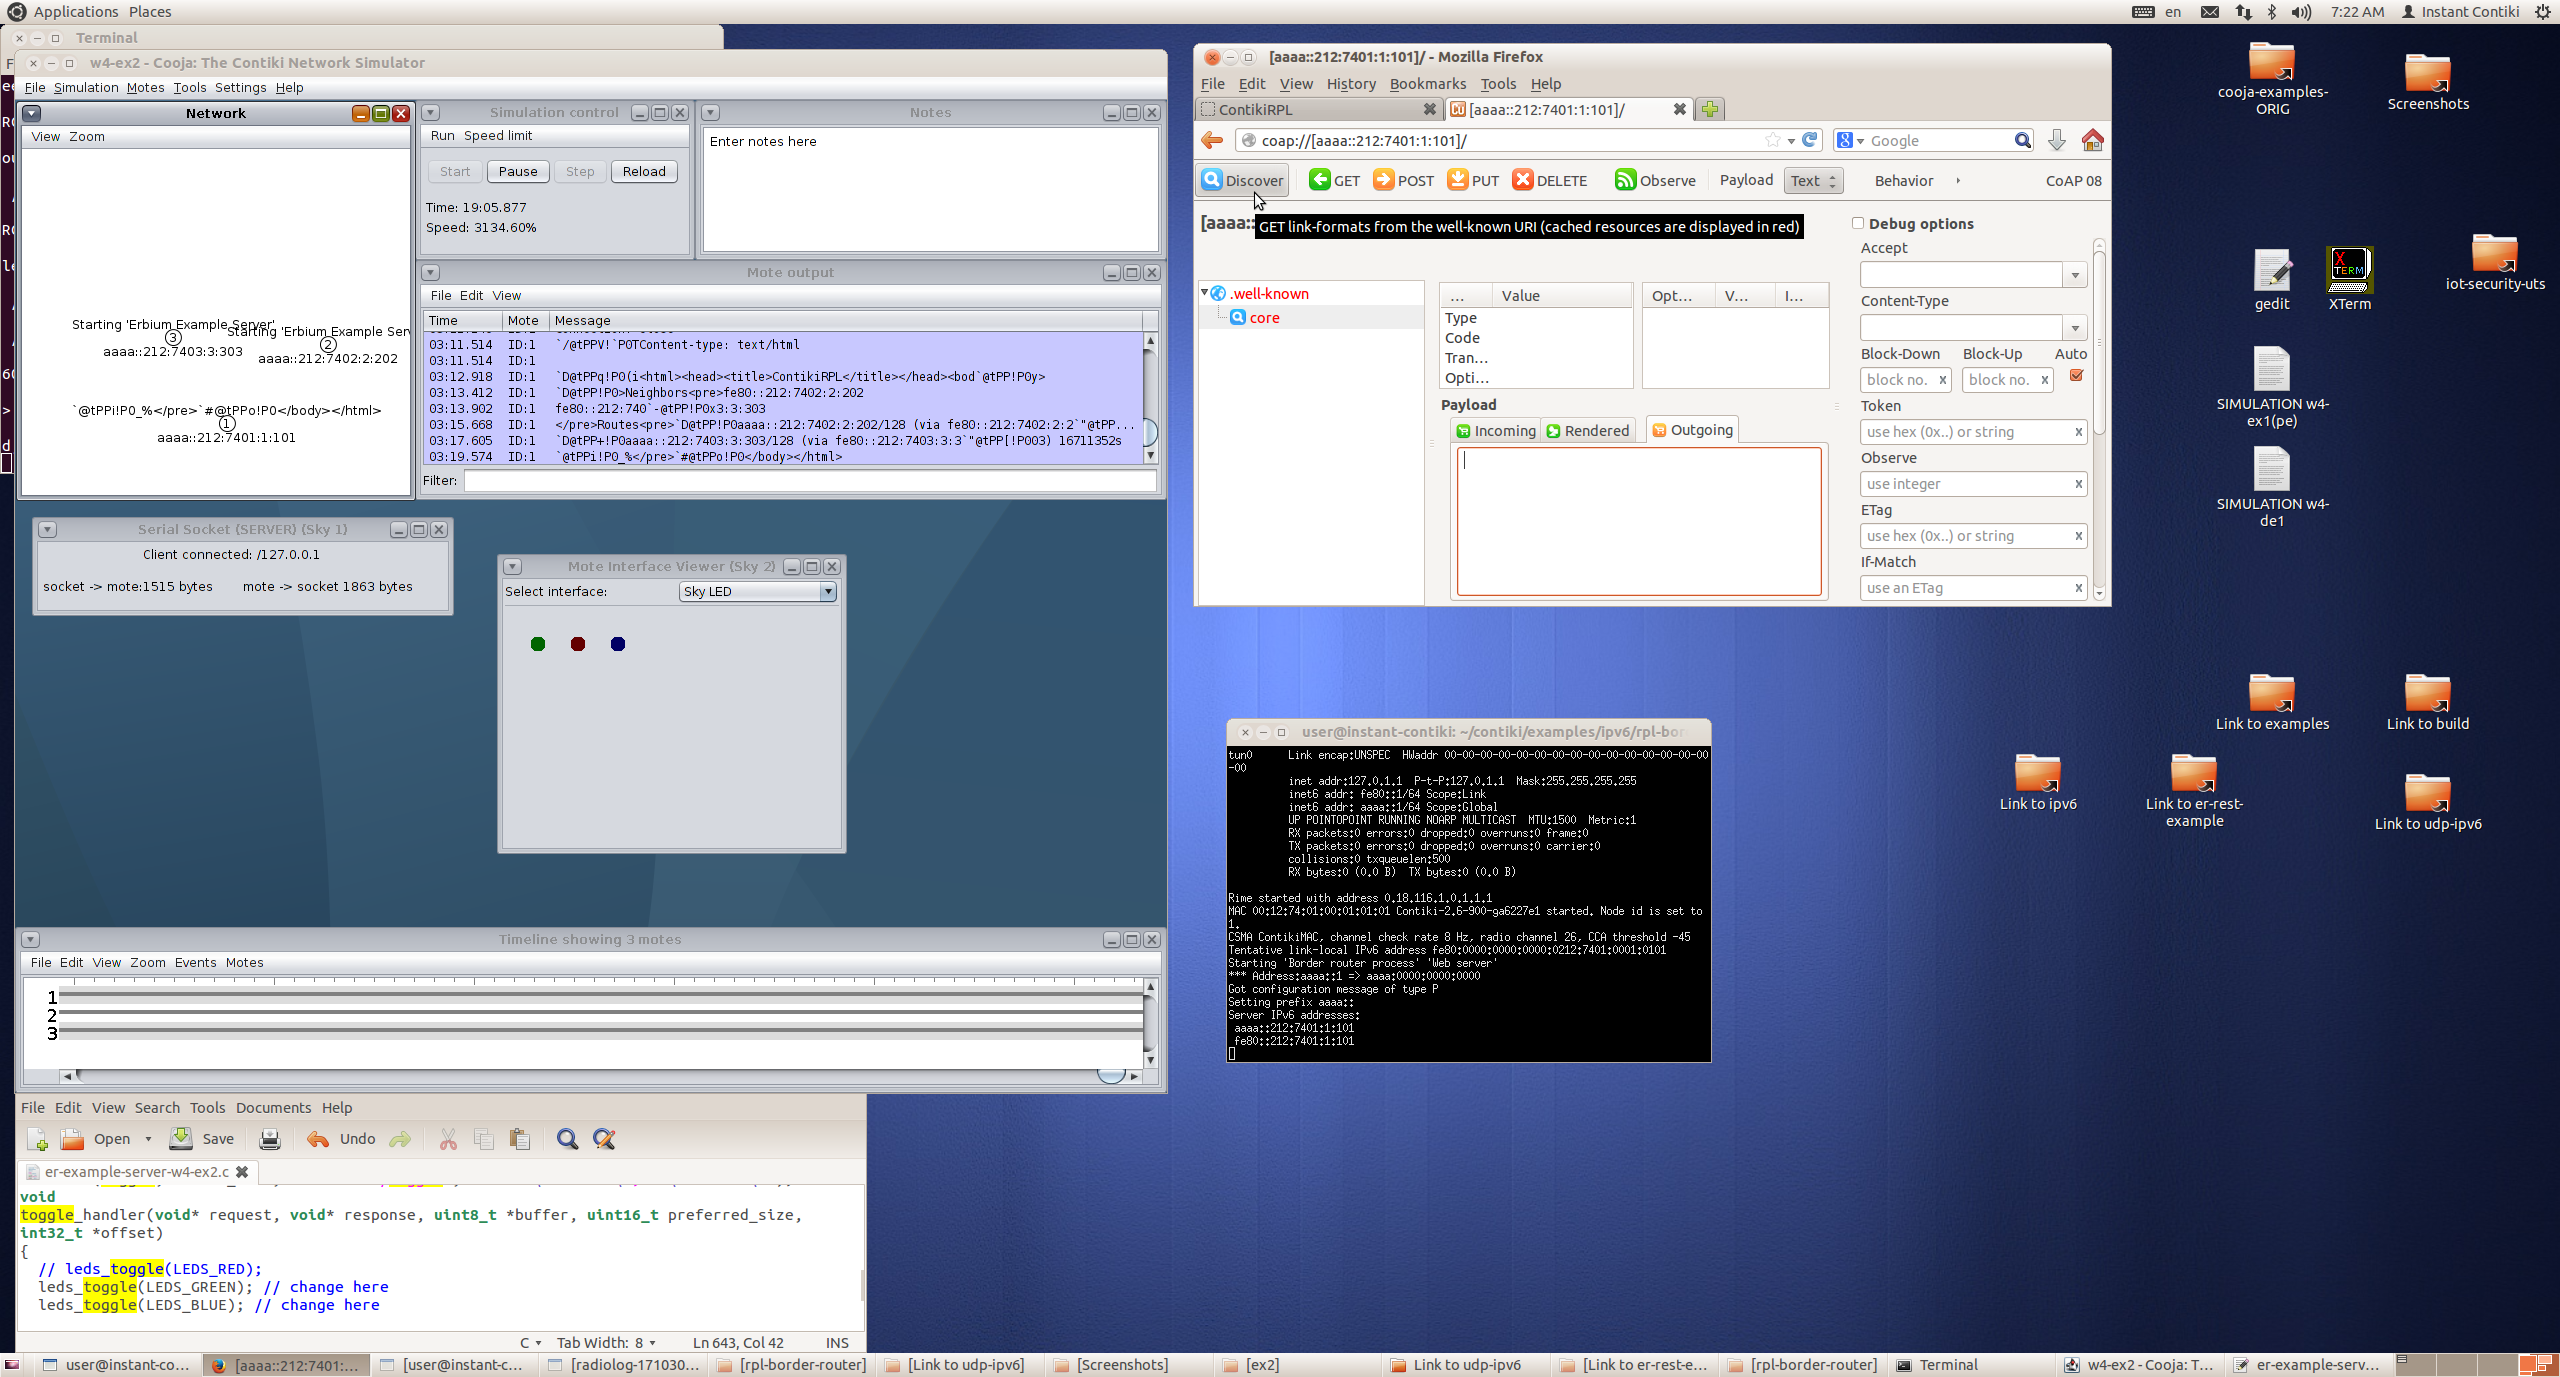 Applications Places
en 7:22 AM Instant Contiki
Terminal
w4-ex2 - Cooja: The Contiki Network Simulator
File Simulation Motes Tools Settings Help
Network
View Zoom
Starting 'Erbium Example Server'
3
aaaa::212:7403:3:303
Starting 'Erbium Example Ser
2
aaaa::212:7402:2:202
`@tPPi!P0_%</pre>`#@tPPo!P0</body></html>
1
aaaa::212:7401:1:101
Simulation control
Run Speed limit
Start Pause Step Reload
Time: 19:05.877
Speed: 3134.60%
Notes
Enter notes here
Mote output
File Edit View
Time Mote Message
03:11.514 ID:1 `/@tPPV!`P0TContent-type: text/html
03:11.514 ID:1
03:12.918 ID:1 `D@tPPq!P0(i<html><head><title>ContikiRPL</title></head><bod`@tPP!P0y>
03:13.412 ID:1 `D@tPP!P0>Neighbors<pre>fe80::212:7402:2:202
03:13.902 ID:1 fe80::212:740`-@tPP!P0x3:3:303
03:15.668 ID:1 </pre>Routes<pre>`D@tPP!P0aaaa::212:7402:2:202/128 (via fe80::212:7402:2:2`"@tPP...
03:17.605 ID:1 `D@tPP+!P0aaaa::212:7403:3:303/128 (via fe80::212:7403:3:3`"@tPP[!P003) 16711352s
03:19.574 ID:1 `@tPPi!P0_%</pre>`#@tPPo!P0</body></html>
Filter:
Serial Socket (SERVER) (Sky 1)
Client connected: /127.0.0.1
socket -> mote:1515 bytes mote -> socket 1863 bytes
Mote Interface Viewer (Sky 2)
Select interface: Sky LED
Timeline showing 3 motes
File Edit View Zoom Events Motes
1
2
3
File Edit View Search Tools Documents Help
Open Save Undo
er-example-server-w4-ex2.c
void
toggle_handler(void* request, void* response, uint8_t *buffer, uint16_t preferred_size,
int32_t *offset)
{
// leds_toggle(LEDS_RED);
leds_toggle(LEDS_GREEN); // change here
leds_toggle(LEDS_BLUE); // change here
C Tab Width: 8 Ln 643, Col 42 INS
[aaaa::212:7401:1:101]/ - Mozilla Firefox
File Edit View History Bookmarks Tools Help
ContikiRPL
Cu [aaaa::212:7401:1:101]/
coap://[aaaa::212:7401:1:101]/
8 Google
Discover GET POST PUT DELETE Observe Payload Text Behavior CoAP 08
[aaaa::
GET link-formats from the well-known URI (cached resources are displayed in red)
.well-known
core
... Value
Type
Code
Tran...
Opti...
Opt... V... I...
Payload
Incoming Rendered Outgoing
Debug options
Accept
Content-Type
Block-Down Block-Up Auto
block no. x block no. x
Token
use hex (0x..) or string x
Observe
use integer x
ETag
use hex (0x..) or string x
If-Match
use an ETag x
user@instant-contiki: ~/contiki/examples/ipv6/rpl-bor
tun0 Link encap:UNSPEC HWaddr 00-00-00-00-00-00-00-00-00-00-00-00-00-00-00
-00
inet addr:127.0.1.1 P-t-P:127.0.1.1 Mask:255.255.255.255
inet6 addr: fe80::1/64 Scope:Link
inet6 addr: aaaa::1/64 Scope:Global
UP POINTOPOINT RUNNING NOARP MULTICAST MTU:1500 Metric:1
RX packets:0 errors:0 dropped:0 overruns:0 frame:0
TX packets:0 errors:0 dropped:0 overruns:0 carrier:0
collisions:0 txqueuelen:500
RX bytes:0 (0.0 B) TX bytes:0 (0.0 B)
Rime started with address 0.18.116.1.0.1.1.1
MAC 00:12:74:01:00:01:01:01 Contiki-2.6-900-ga6227e1 started. Node id is set to
1.
CSMA ContikiMAC, channel check rate 8 Hz, radio channel 26, CCA threshold -45
Tentative link-local IPv6 address fe80:0000:0000:0000:0212:7401:0001:0101
Starting 'Border router process' 'Web server'
*** Address:aaaa::1 => aaaa:0000:0000:0000
Got configuration message of type P
Setting prefix aaaa::
Server IPv6 addresses:
aaaa::212:7401:1:101
fe80::212:7401:1:101
cooja-examples-
ORIG
Screenshots
gedit
X TERM
XTerm
iot-security-uts
SIMULATION w4-
ex1(pe)
SIMULATION w4-
de1
Link to examples
Link to build
Link to ipv6
Link to er-rest-
example
Link to udp-ipv6
user@instant-co... [aaaa::212:7401:... [user@instant-c... [radiolog-171030... [rpl-border-router] [Link to udp-ipv6] [Screenshots] [ex2] Link to udp-ipv6 [Link to er-rest-e... [rpl-border-router] Terminal w4-ex2 - Cooja: T... er-example-serv...